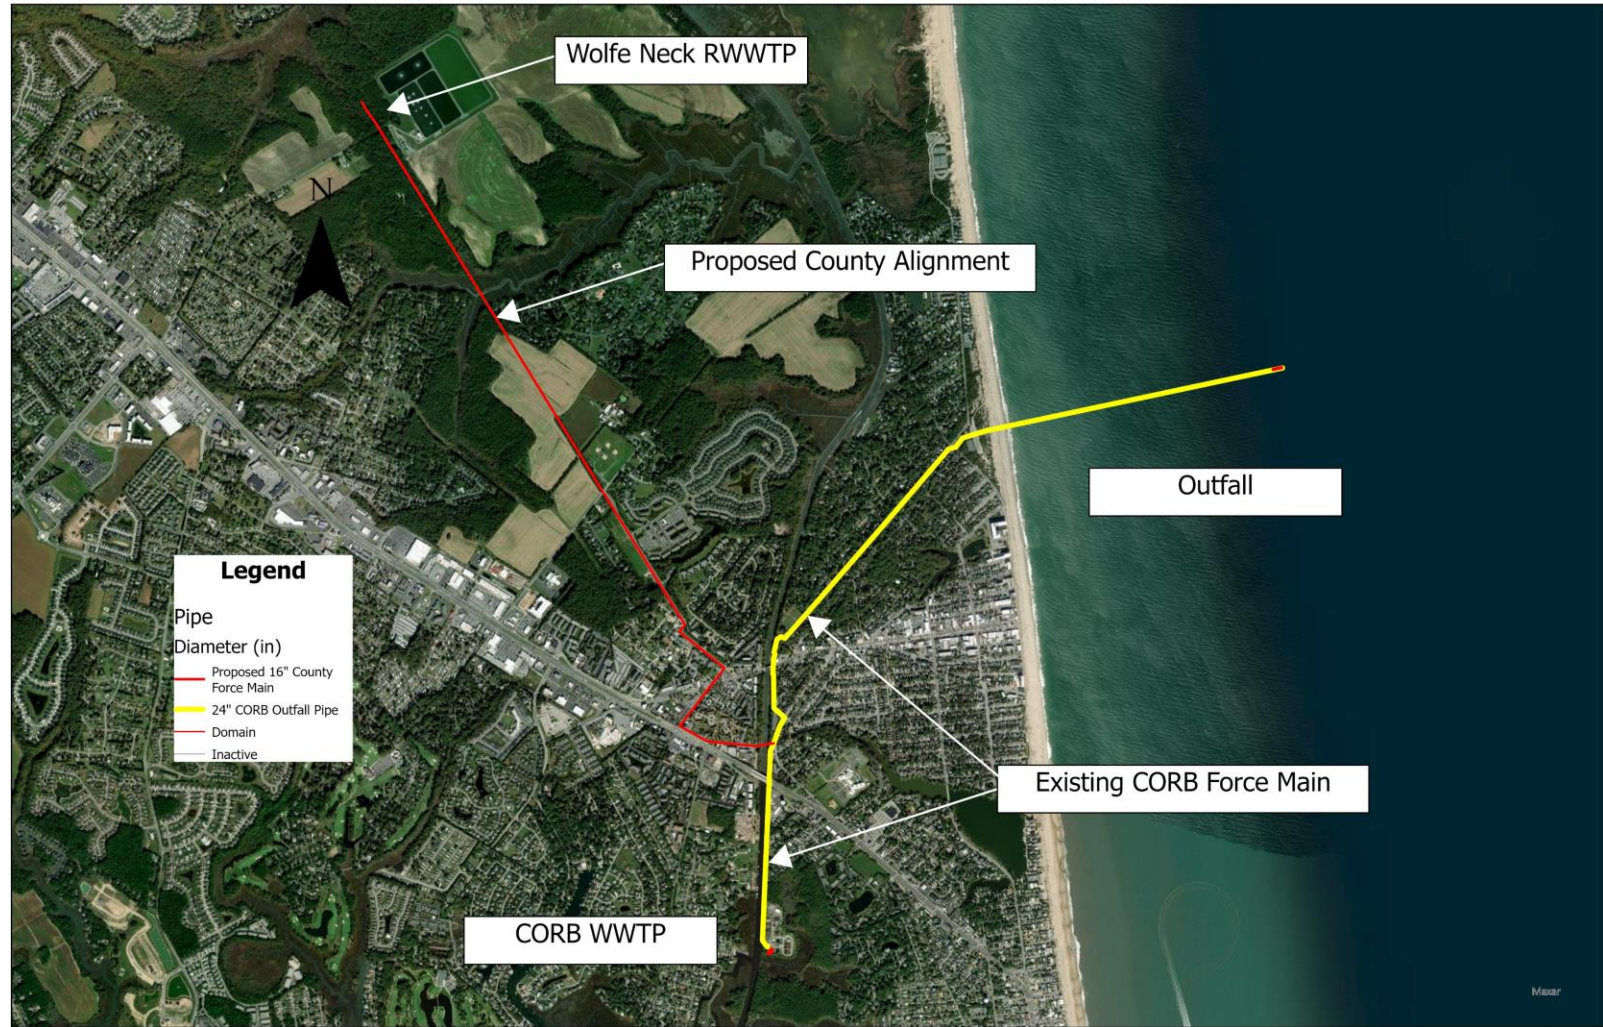 Wolfe Neck RWWTP
N
Proposed County Alignment
Outfall
Legend
Pipe
Diameter (in)
Proposed 16" County
Force Main
24" CORB Outfall Pipe
Domain
Inactive
Existing CORB Force Main
CORB WWTP
Maxar